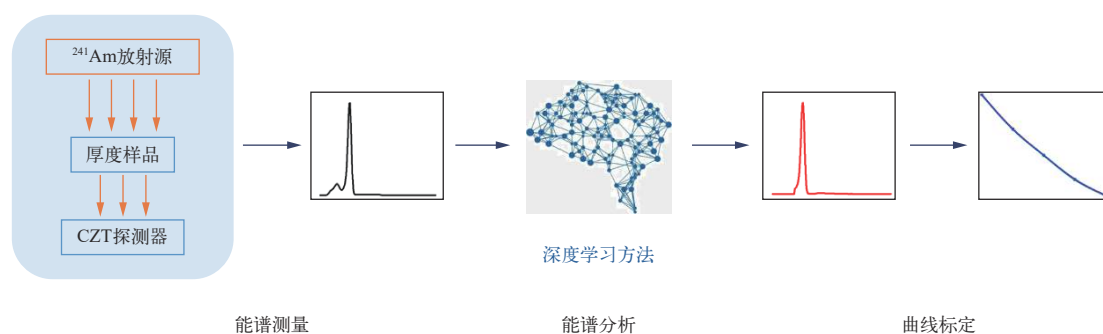 ²⁴¹Am放射源
厚度样品
CZT探测器
深度学习方法
能谱测量
能谱分析
曲线标定